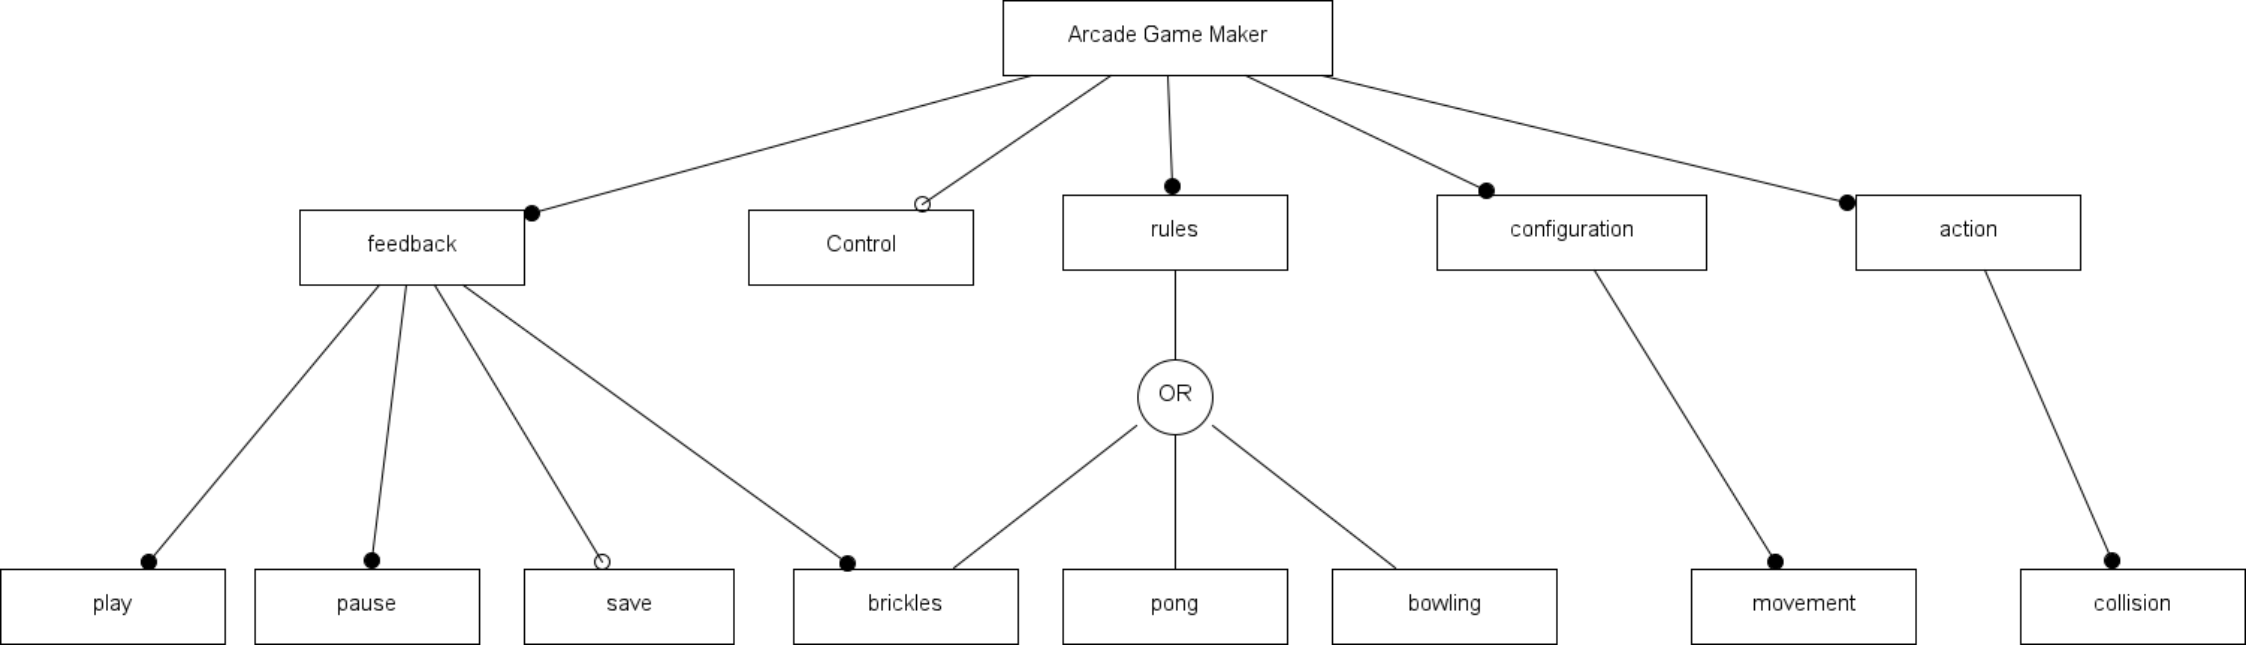 Arcade Game Maker
feedback
Control
rules
configuration
action
OR
play
pause
save
brickles
pong
bowling
movement
collision